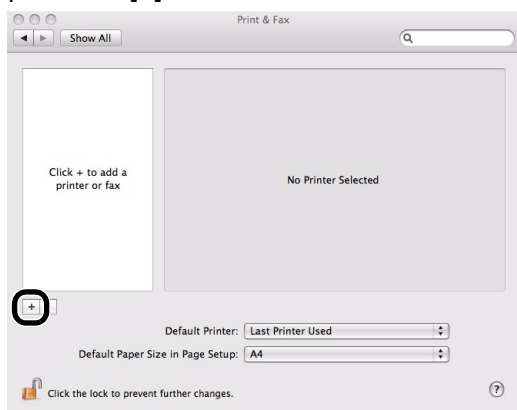 Print & Fax
Show All
Click + to add a
printer or fax
No Printer Selected
+
Default Printer: Last Printer Used
Default Paper Size in Page Setup: A4
Click the lock to prevent further changes.
?